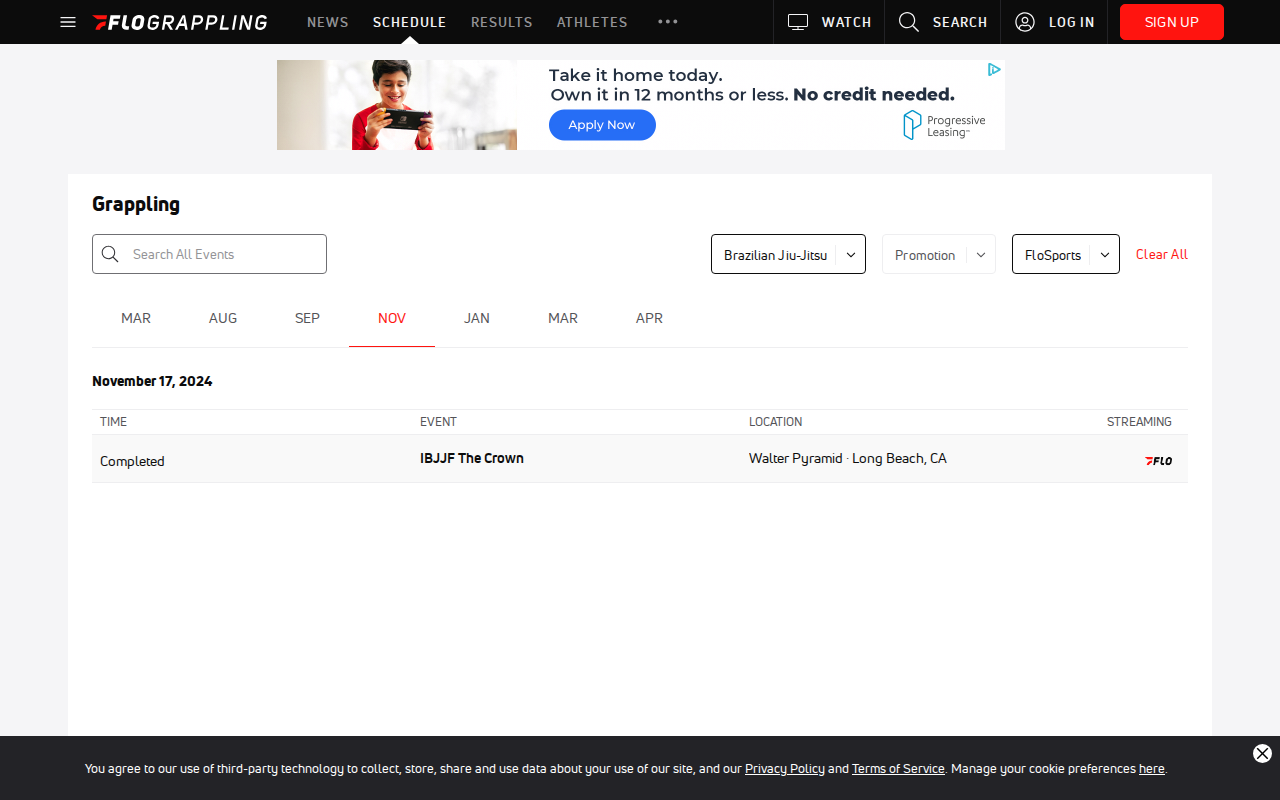 FLOGRAPPLING NEWS SCHEDULE RESULTS ATHLETES WATCH SEARCH LOG IN SIGN UP
Take it home today.
Own it in 12 months or less. No credit needed.
Apply Now
Progressive
Leasing
Grappling
Search All Events
Brazilian Jiu-Jitsu
Promotion
FloSports
Clear All
MAR AUG SEP NOV JAN MAR APR
November 17, 2024
TIME EVENT LOCATION STREAMING
Completed IBJJF The Crown Walter Pyramid · Long Beach, CA FLO
You agree to our use of third-party technology to collect, store, share and use data about your use of our site, and our Privacy Policy and Terms of Service. Manage your cookie preferences here.